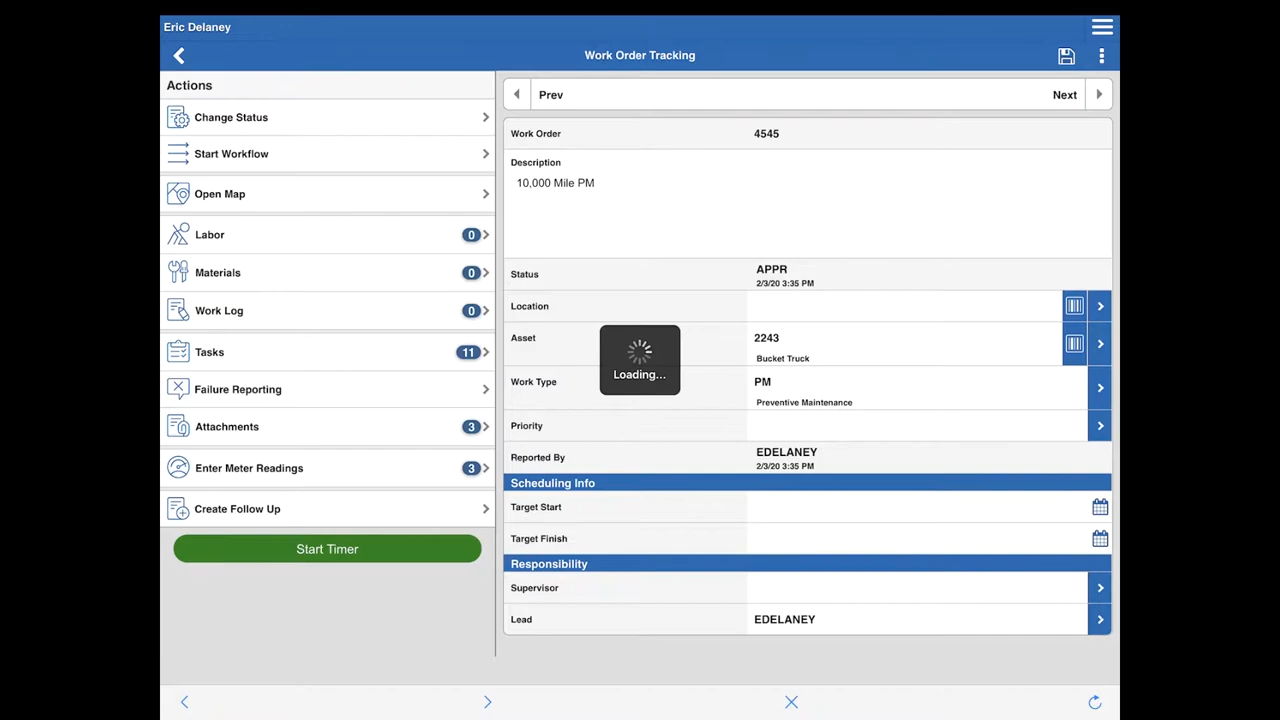 Eric Delaney
Work Order Tracking
Actions
Change Status
Start Workflow
Open Map
Labor 0
Materials 0
Work Log 0
Tasks 11
Failure Reporting
Attachments 3
Enter Meter Readings 3
Create Follow Up
Start Timer
Prev Next
Work Order 4545
Description
10,000 Mile PM
Status APPR
2/3/20 3:35 PM
Location
Asset 2243
Bucket Truck
Loading...
Work Type PM
Preventive Maintenance
Priority
Reported By EDELANEY
2/3/20 3:35 PM
Scheduling Info
Target Start
Target Finish
Responsibility
Supervisor
Lead EDELANEY